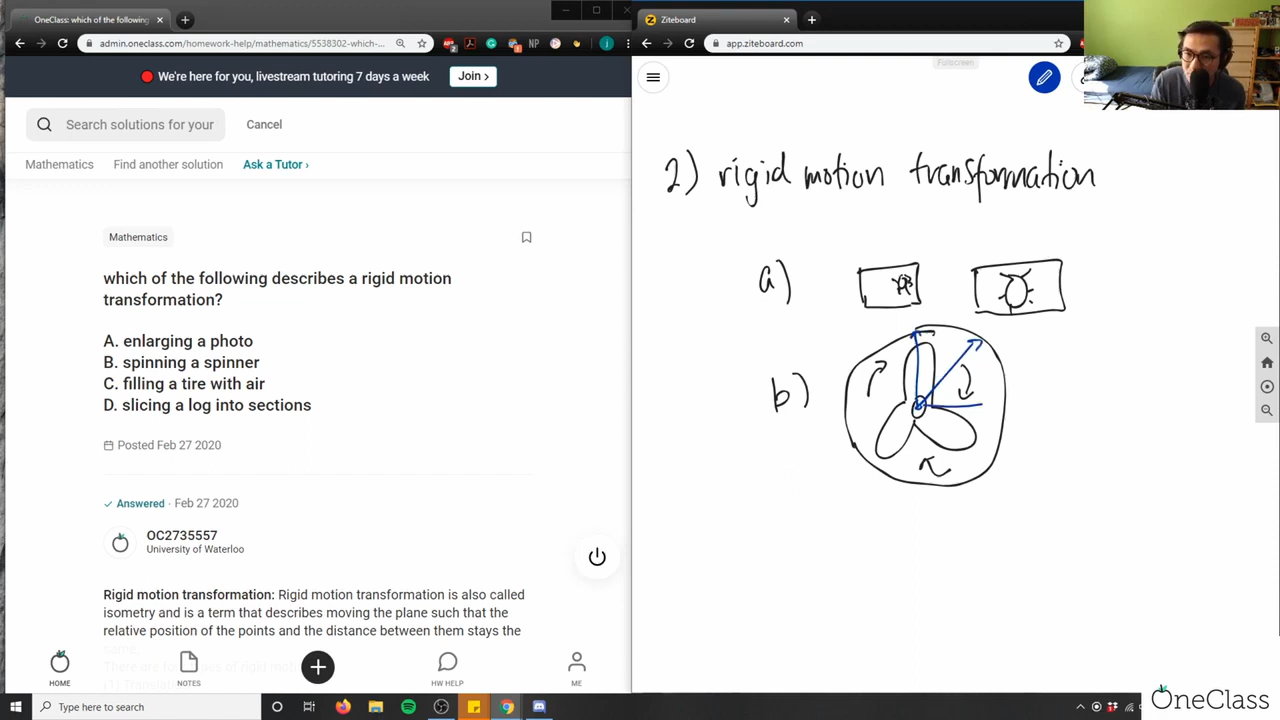 OneClass: which of the following
admin.oneclass.com/homework-help/mathematics/5538302-which-...
We're here for you, livestream tutoring 7 days a week
Join ›
Search solutions for your
Cancel
Mathematics
Find another solution
Ask a Tutor ›
Mathematics
which of the following describes a rigid motion
transformation?
A. enlarging a photo
B. spinning a spinner
C. filling a tire with air
D. slicing a log into sections
Posted Feb 27 2020
Answered · Feb 27 2020
OC2735557
University of Waterloo
Rigid motion transformation: Rigid motion transformation is also called
isometry and is a term that describes moving the plane such that the
relative position of the points and the distance between them stays the
same.
HOME
NOTES
HW HELP
ME
Type here to search
Ziteboard
app.ziteboard.com
Fullscreen
2) rigid motion transformation
a)
b)
OneClass